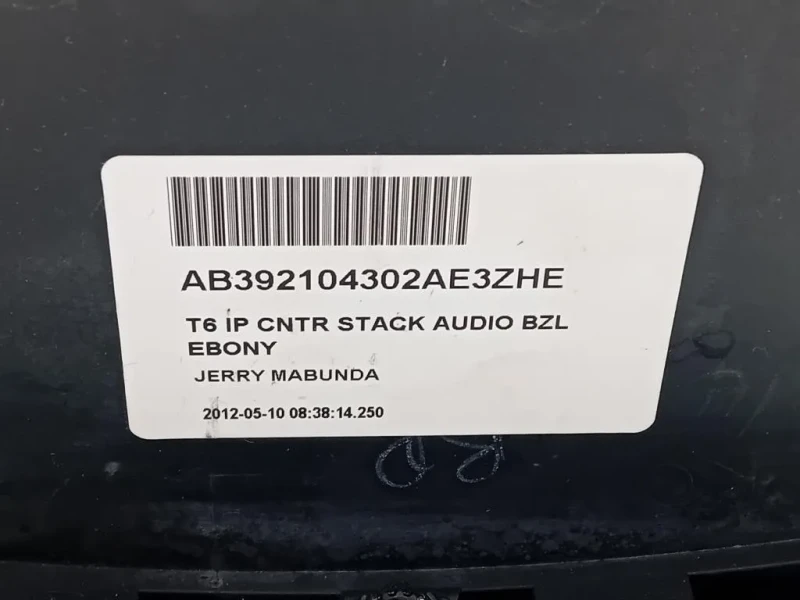 AB392104302AE3ZHE
T6 IP CNTR STACK AUDIO BZL
EBONY
JERRY MABUNDA
2012-05-10 08:38:14.250